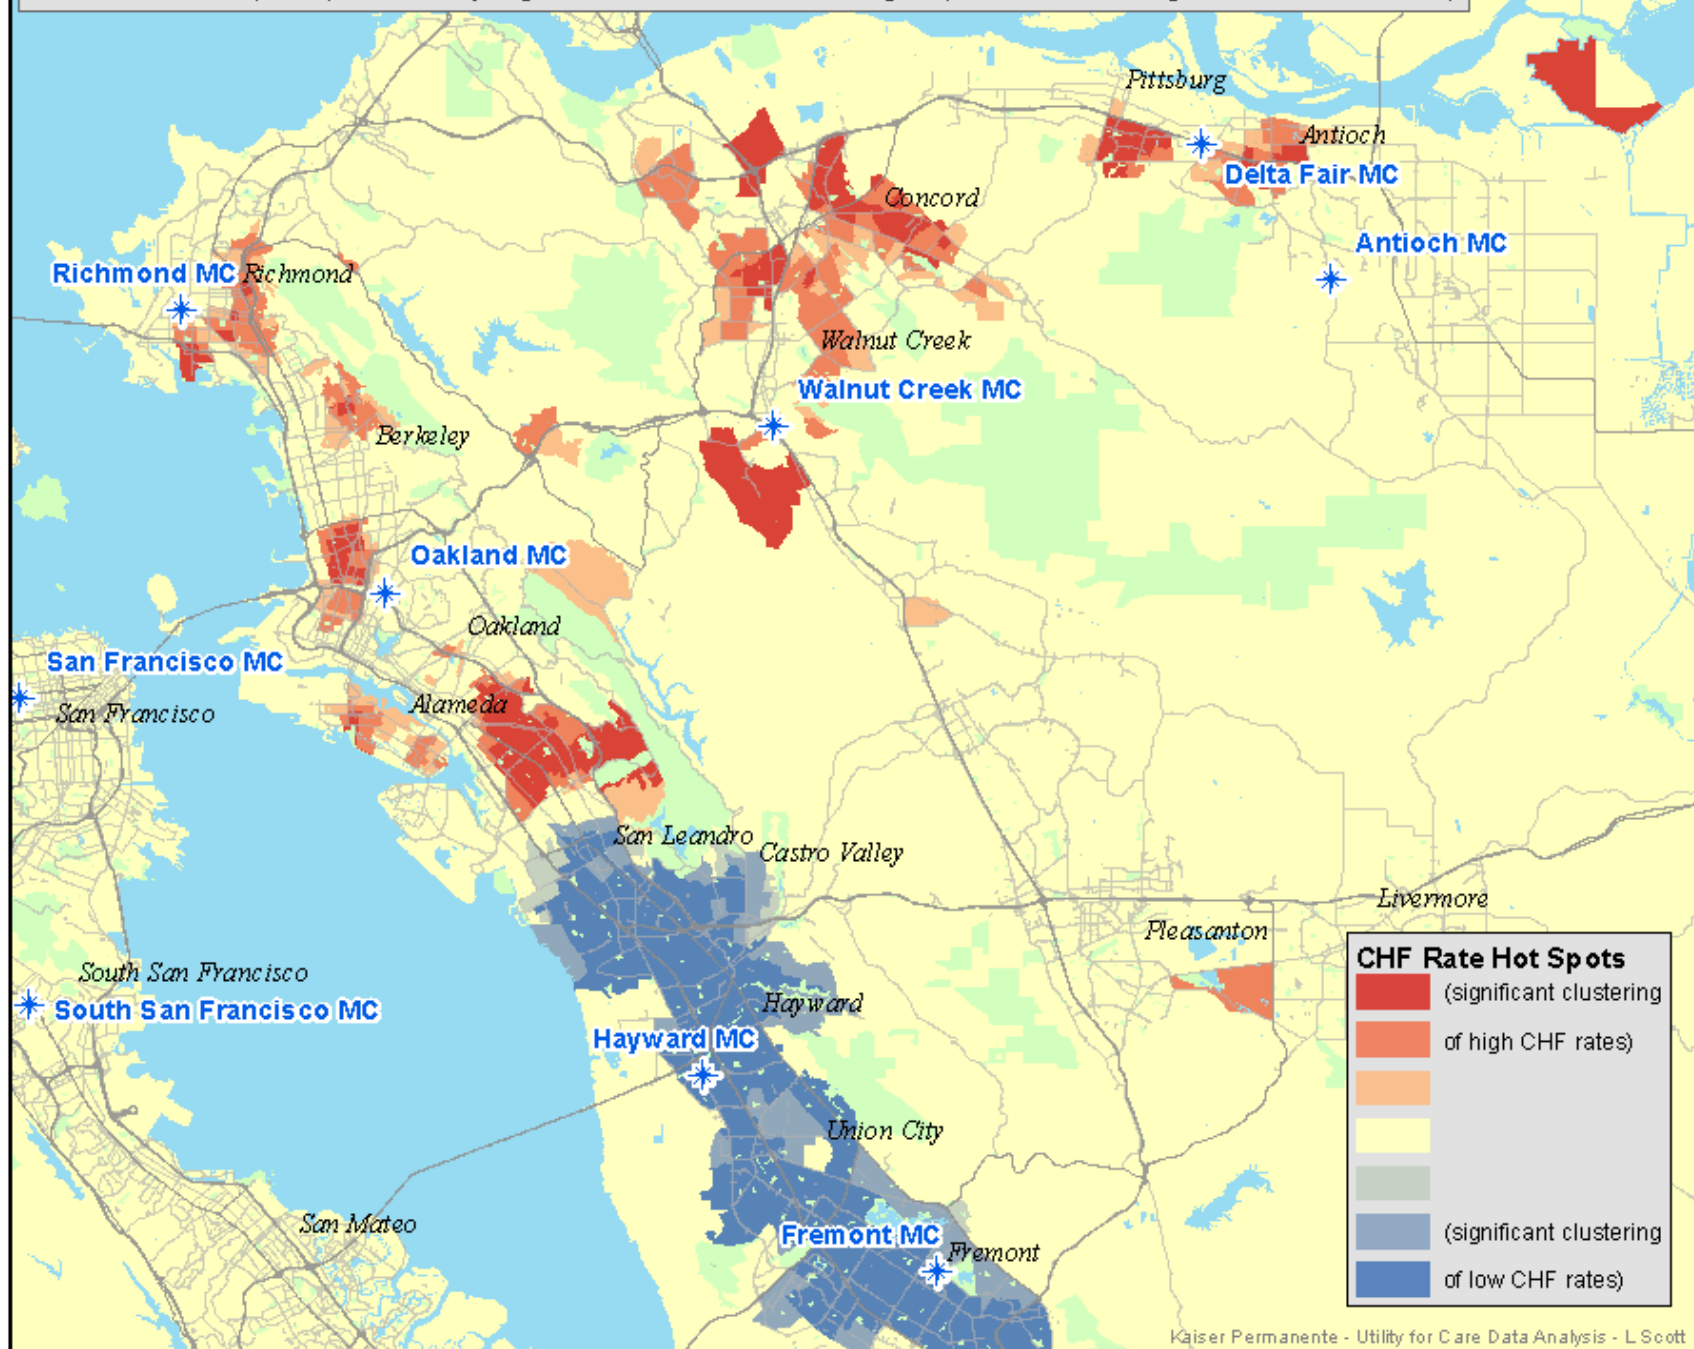 Pittsburg
Antioch
Delta Fair MC
Concord
Antioch MC
Richmond MC
Richmond
Walnut Creek
Walnut Creek MC
Berkeley
Oakland MC
Oakland
San Francisco MC
San Francisco
Alameda
San Leandro
Castro Valley
Livermore
Pleasanton
South San Francisco
South San Francisco MC
Hayward
Hayward MC
Union City
San Mateo
Fremont MC
Fremont
CHF Rate Hot Spots
(significant clustering
of high CHF rates)
(significant clustering
of low CHF rates)
Kaiser Permanente - Utility for Care Data Analysis - L Scott